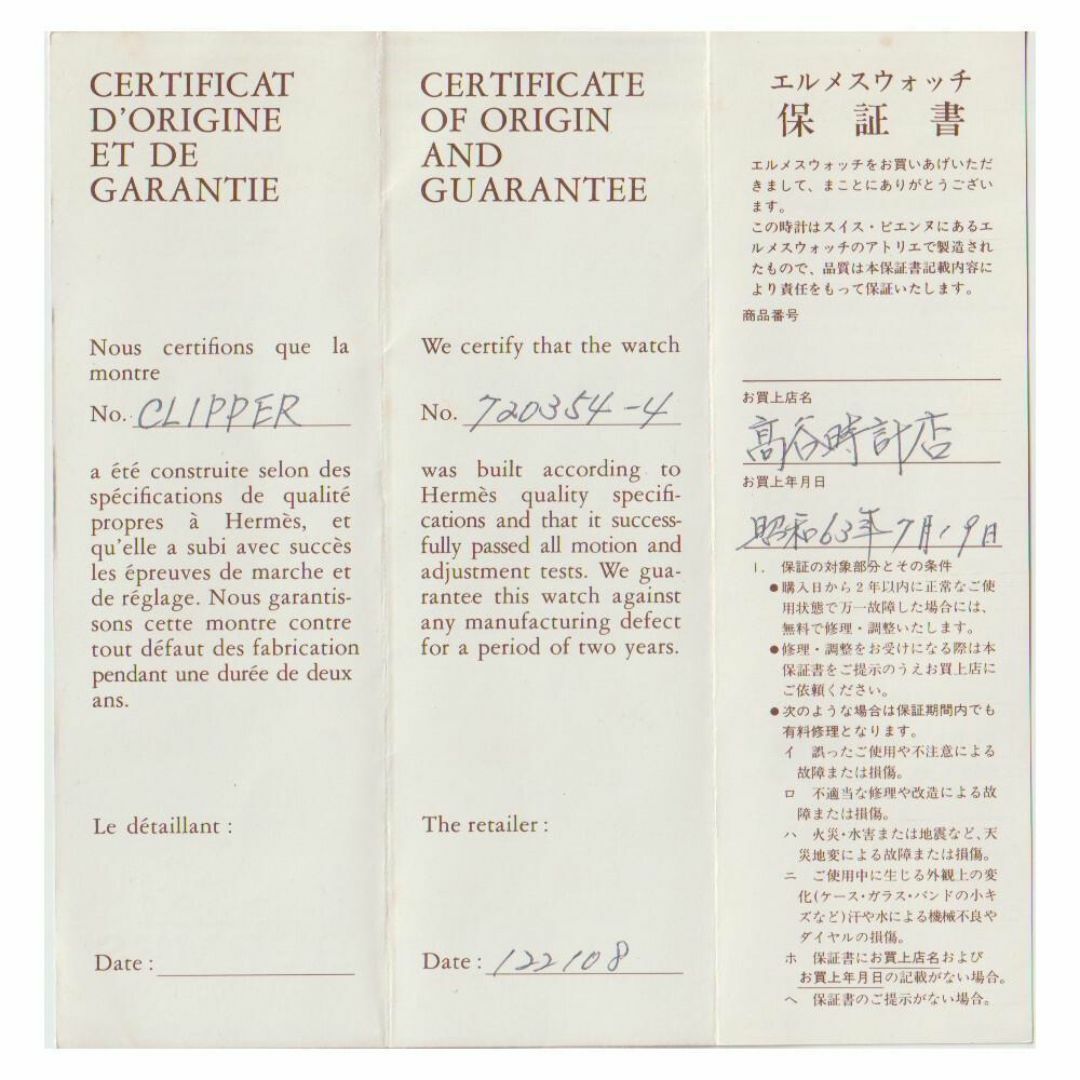 CERTIFICAT
D'ORIGINE
ET DE
GARANTIE
Nous certifions que la
montre
No. CLIPPER
a été construite selon des
spécifications de qualité
propres à Hermès, et
qu'elle a subi avec succès
les épreuves de marche et
de réglage. Nous garantis-
sons cette montre contre
tout défaut des fabrication
pendant une durée de deux
ans.
Le détaillant :
Date :
CERTIFICATE
OF ORIGIN
AND
GUARANTEE
We certify that the watch
No. 720354-4
was built according to
Hermès quality specifi-
cations and that it success-
fully passed all motion and
adjustment tests. We gua-
rantee this watch against
any manufacturing defect
for a period of two years.
The retailer :
Date : 122108
エルメスウォッチ
保証書
エルメスウォッチをお買いあげいただ
きまして、まことにありがとうござい
ます。
この時計はスイス・ビエンヌにあるエ
ルメスウォッチのアトリエで製造され
たもので、品質は本保証書記載内容に
より責任をもって保証いたします。
商品番号
お買上店名
髙谷時計店
お買上年月日
昭和63年7月19日
1. 保証の対象部分とその条件
●購入日から2年以内に正常なご使
用状態で万一故障した場合には、
無料で修理・調整いたします。
●修理・調整をお受けになる際は本
保証書をご提示のうえお買上店に
ご依頼ください。
●次のような場合は保証期間内でも
有料修理となります。
イ 誤ったご使用や不注意による
故障または損傷。
ロ 不適当な修理や改造による故
障または損傷。
ハ 火災・水害または地震など、天
災地変による故障または損傷。
ニ ご使用中に生じる外観上の変
化(ケース・ガラス・バンドの小キ
ズなど)汗や水による機械不良や
ダイヤルの損傷。
ホ 保証書にお買上店名および
お買上年月日の記載がない場合。
ヘ 保証書のご提示がない場合。